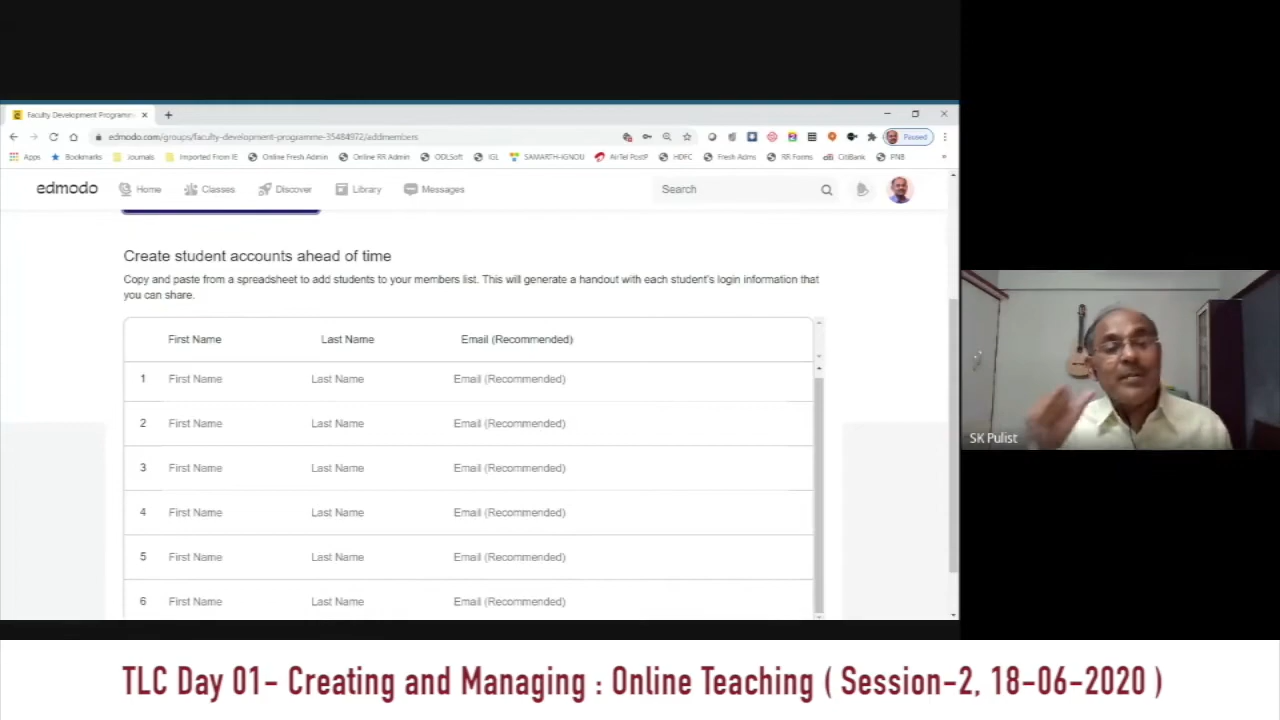 Faculty Development Programm
edmodo.com/groups/faculty-development-programme-35484972/addmembers
Paused
Apps Bookmarks Journals Imported From IE Online Fresh Admin Online RR Admin ODLSoft IGL SAMARTH-IGNOU AirTel PostP HDFC Fresh Adms RR Forms CitiBank PNB
edmodo Home Classes Discover Library Messages Search
Create student accounts ahead of time
Copy and paste from a spreadsheet to add students to your members list. This will generate a handout with each student's login information that
you can share.
First Name Last Name Email (Recommended)
1 First Name Last Name Email (Recommended)
2 First Name Last Name Email (Recommended)
3 First Name Last Name Email (Recommended)
4 First Name Last Name Email (Recommended)
5 First Name Last Name Email (Recommended)
6 First Name Last Name Email (Recommended)
SK Pulist
TLC Day 01- Creating and Managing : Online Teaching ( Session-2, 18-06-2020 )